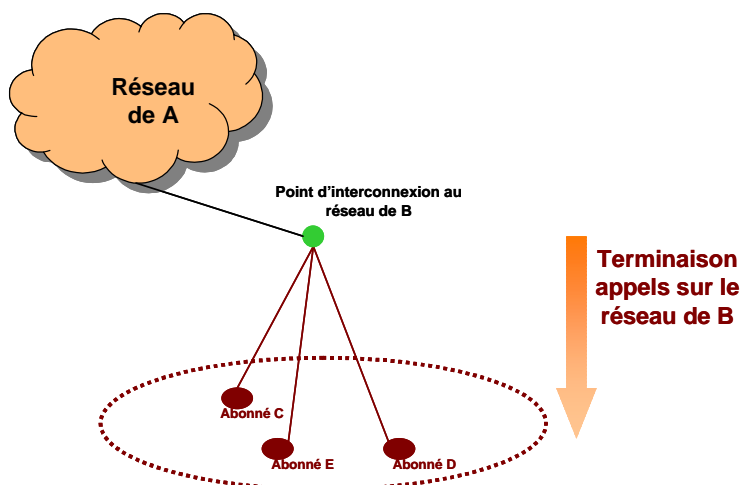 Réseau
de A
Point d'interconnexion au
réseau de B
Terminaison
appels sur le
réseau de B
Abonné C
Abonné E
Abonné D